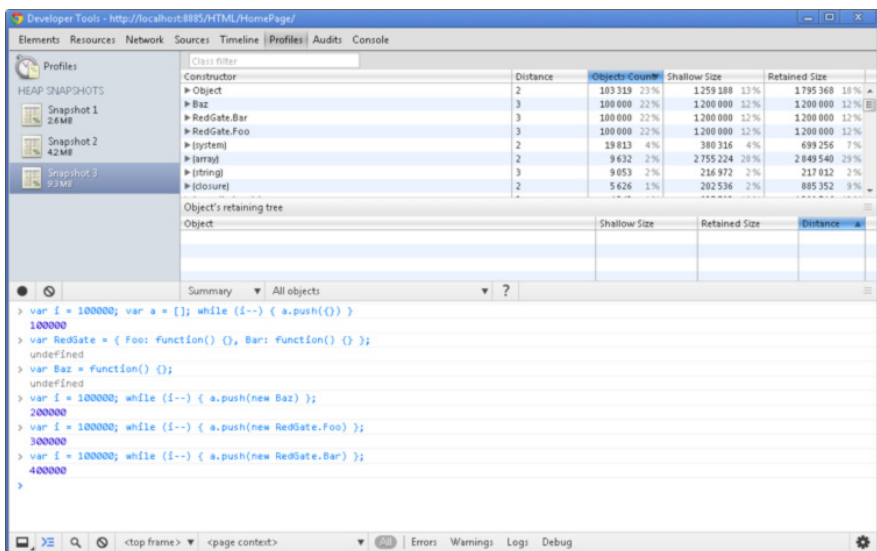 Developer Tools - http://localhost:8885/HTML/HomePage/
Elements Resources Network Sources Timeline Profiles Audits Console
Profiles
HEAP SNAPSHOTS
Snapshot 1
2.6MB
Snapshot 2
4.2MB
Snapshot 3
9.3MB
Class filter
Constructor Distance Objects Count Shallow Size Retained Size
Object 2 103 319 23% 1 259 188 13% 1 795 368 18%
Baz 3 100 000 22% 1 200 000 12% 1 200 000 12%
RedGate.Bar 3 100 000 22% 1 200 000 12% 1 200 000 12%
RedGate.Foo 3 100 000 22% 1 200 000 12% 1 200 000 12%
(system) 2 19 813 4% 380 316 4% 699 256 7%
(array) 2 9 632 2% 2 755 224 28% 2 849 540 29%
(string) 3 9 053 2% 216 972 2% 217 012 2%
(closure) 2 5 626 1% 202 536 2% 885 352 9%
Object's retaining tree
Object Shallow Size Retained Size Distance
Summary All objects ?
> var i = 100000; var a = []; while (i--) { a.push({}) }
100000
> var RedGate = { Foo: function() {}, Bar: function() {} };
undefined
> var Baz = function() {};
undefined
> var i = 100000; while (i--) { a.push(new Baz) };
200000
> var i = 100000; while (i--) { a.push(new RedGate.Foo) };
300000
> var i = 100000; while (i--) { a.push(new RedGate.Bar) };
400000
>
<top frame> <page context> All Errors Warnings Logs Debug